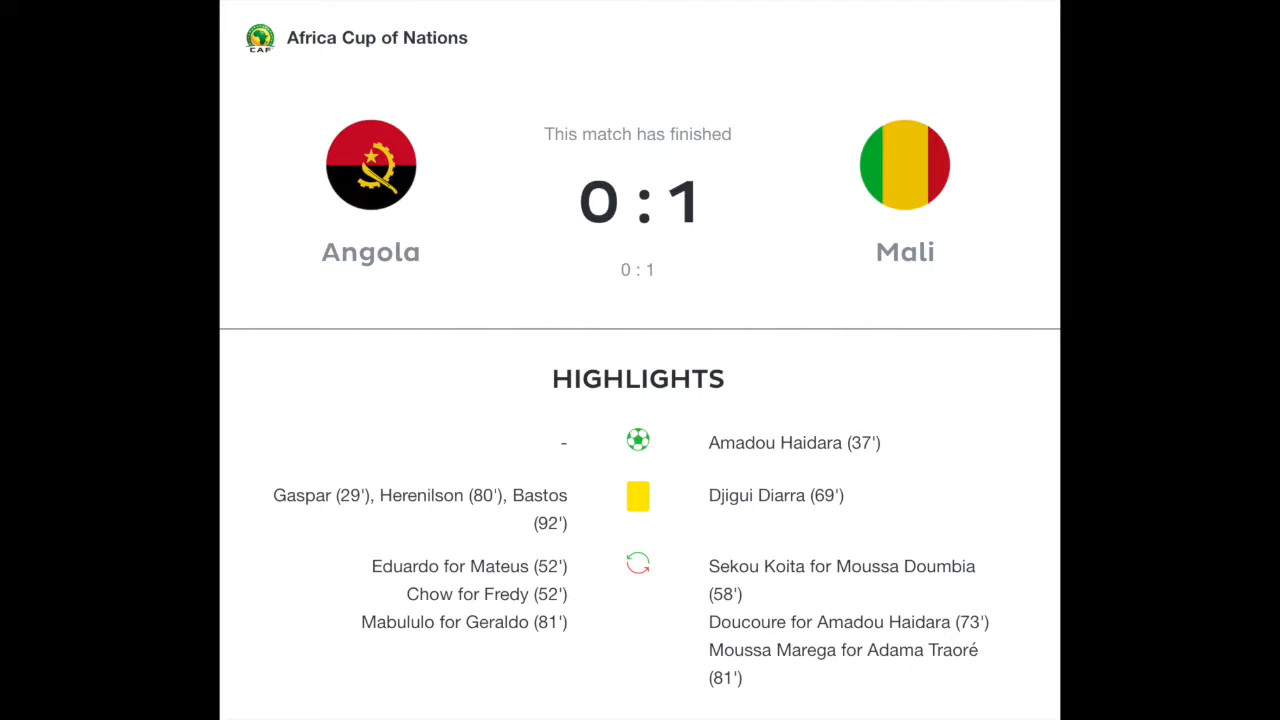 CAF
Africa Cup of Nations
This match has finished
0 : 1
Angola
Mali
0 : 1
HIGHLIGHTS
-
Amadou Haidara (37')
Gaspar (29'), Herenilson (80'), Bastos
(92')
Djigui Diarra (69')
Eduardo for Mateus (52')
Chow for Fredy (52')
Mabululo for Geraldo (81')
Sekou Koita for Moussa Doumbia
(58')
Doucoure for Amadou Haidara (73')
Moussa Marega for Adama Traoré
(81')